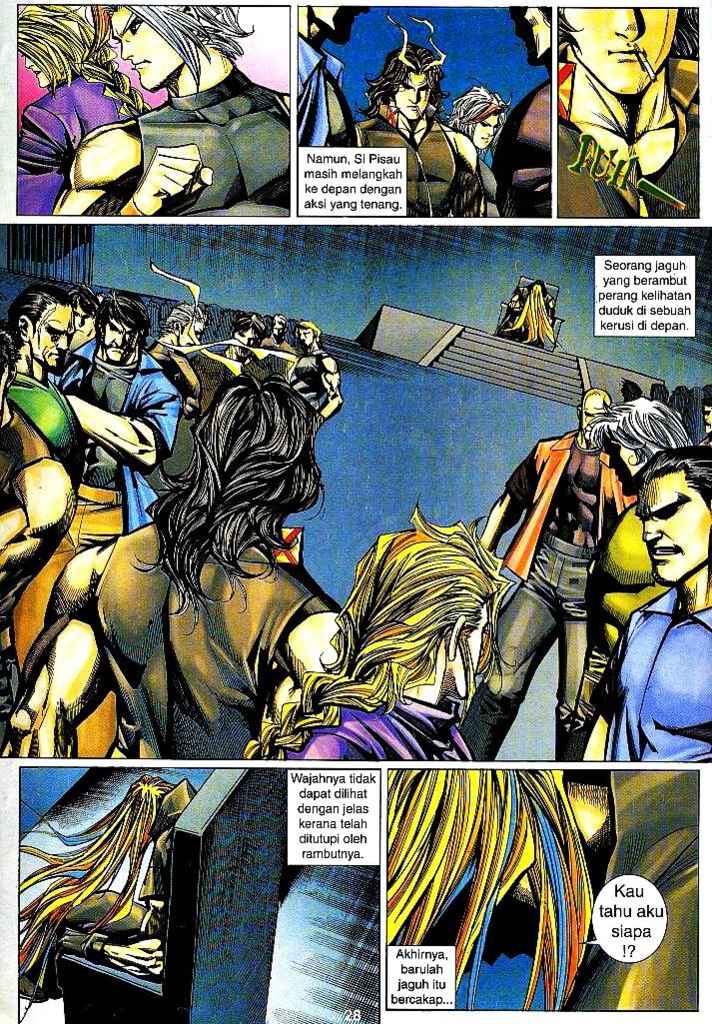 Namun, Si Pisau
masih melangkah
ke depan dengan
aksi yang tenang.
TUH
Seorang jaguh
yang berambut
perang kelihatan
duduk di sebuah
kerusi di depan.
Wajahnya tidak
dapat dilihat
dengan jelas
kerana telah
ditutupi oleh
rambutnya.
Akhirnya,
barulah
jaguh itu
bercakap...
Kau
tahu aku
siapa
!?
28